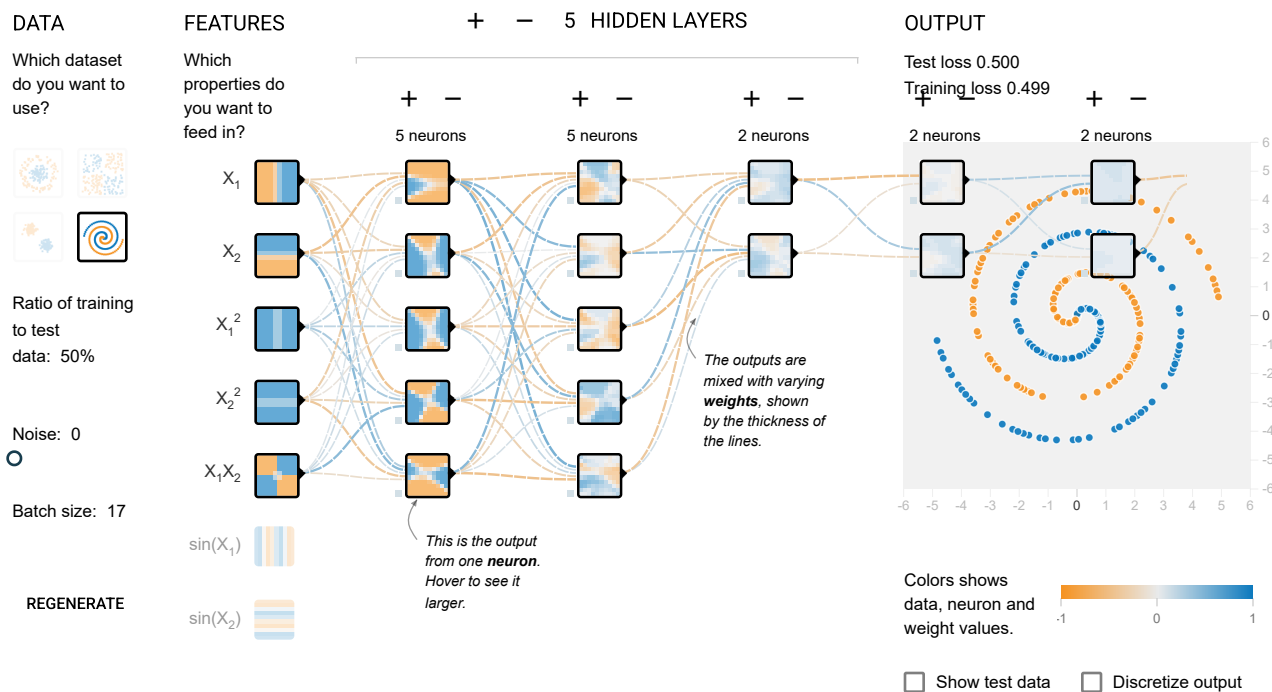 DATA
Which dataset
do you want to
use?
Ratio of training
to test
data: 50%
Noise: 0
Batch size: 17
REGENERATE
FEATURES
Which
properties do
you want to
feed in?
X1
X2
X1²
X2²
X1X2
sin(X1)
sin(X2)
+ − 5 HIDDEN LAYERS
+ − + − + − + − + −
5 neurons 5 neurons 2 neurons 2 neurons 2 neurons
The outputs are
mixed with varying
weights, shown
by the thickness of
the lines.
This is the output
from one neuron.
Hover to see it
larger.
OUTPUT
Test loss 0.500
Training loss 0.499
6
5
4
3
2
1
0
-1
-2
-3
-4
-5
-6
-6 -5 -4 -3 -2 -1 0 1 2 3 4 5 6
Colors shows
data, neuron and
weight values.
-1 0 1
Show test data Discretize output